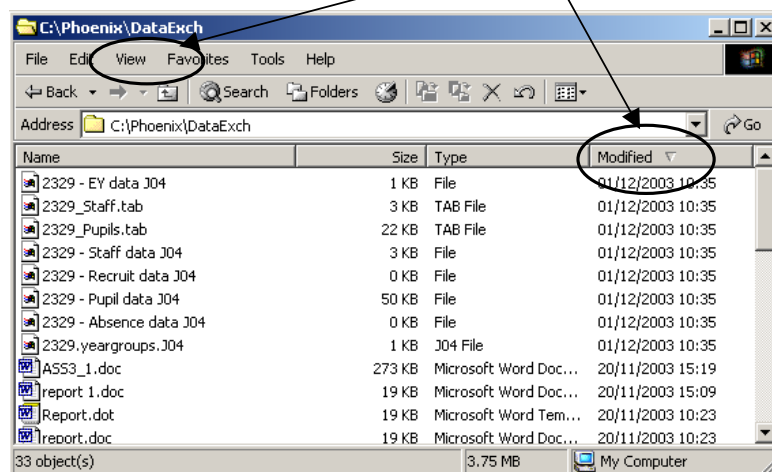 C:\Phoenix\DataExch
File Edit View Favorites Tools Help
Back Search Folders
Address C:\Phoenix\DataExch Go
Name Size Type Modified
2329 - EY data J04 1 KB File 01/12/2003 10:35
2329_Staff.tab 3 KB TAB File 01/12/2003 10:35
2329_Pupils.tab 22 KB TAB File 01/12/2003 10:35
2329 - Staff data J04 3 KB File 01/12/2003 10:35
2329 - Recruit data J04 0 KB File 01/12/2003 10:35
2329 - Pupil data J04 50 KB File 01/12/2003 10:35
2329 - Absence data J04 0 KB File 01/12/2003 10:35
2329.yeargroups.J04 1 KB J04 File 01/12/2003 10:35
ASS3_1.doc 273 KB Microsoft Word Doc... 20/11/2003 15:19
report 1.doc 19 KB Microsoft Word Doc... 20/11/2003 15:09
Report.dot 19 KB Microsoft Word Tem... 20/11/2003 10:23
report.doc 19 KB Microsoft Word Doc... 20/11/2003 10:23
33 object(s) 3.75 MB My Computer